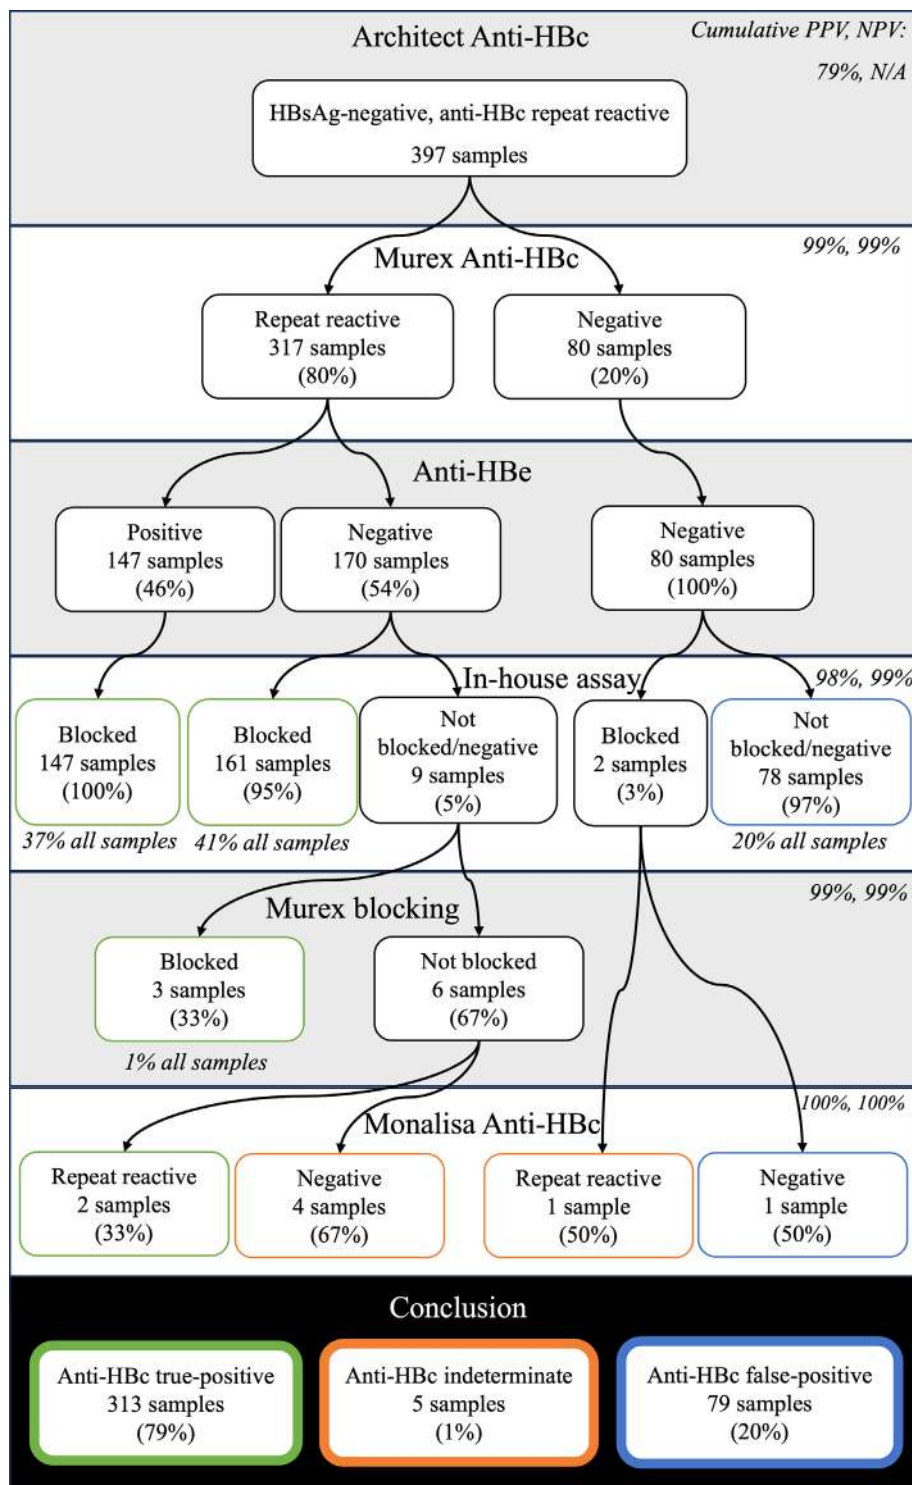 Architect Anti-HBc
Cumulative PPV, NPV:
79%, N/A
HBsAg-negative, anti-HBc repeat reactive
397 samples
Murex Anti-HBc
99%, 99%
Repeat reactive
317 samples
(80%)
Negative
80 samples
(20%)
Anti-HBe
Positive
147 samples
(46%)
Negative
170 samples
(54%)
Negative
80 samples
(100%)
In-house assay
98%, 99%
Blocked
147 samples
(100%)
37% all samples
Blocked
161 samples
(95%)
41% all samples
Not
blocked/negative
9 samples
(5%)
Blocked
2 samples
(3%)
Not
blocked/negative
78 samples
(97%)
20% all samples
Murex blocking
99%, 99%
Blocked
3 samples
(33%)
1% all samples
Not blocked
6 samples
(67%)
Monalisa Anti-HBc
100%, 100%
Repeat reactive
2 samples
(33%)
Negative
4 samples
(67%)
Repeat reactive
1 sample
(50%)
Negative
1 sample
(50%)
Conclusion
Anti-HBc true-positive
313 samples
(79%)
Anti-HBc indeterminate
5 samples
(1%)
Anti-HBc false-positive
79 samples
(20%)